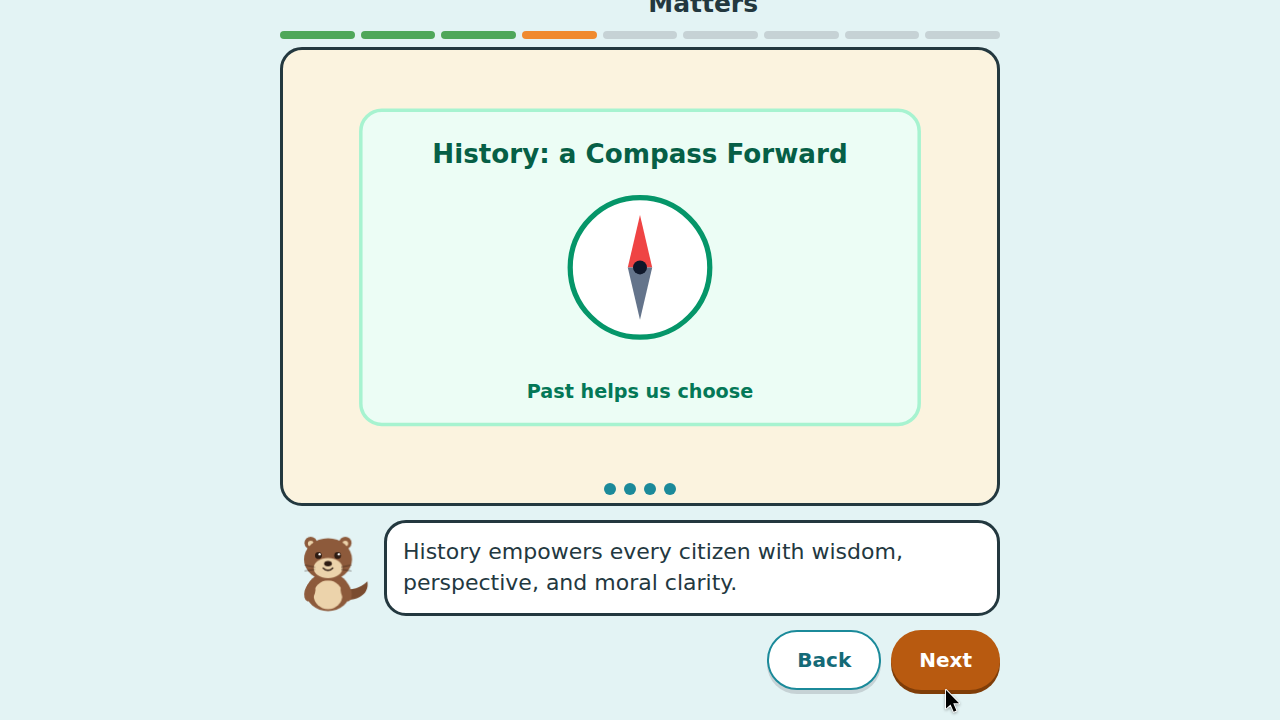 Matters
History: a Compass Forward
Past helps us choose
History empowers every citizen with wisdom,
perspective, and moral clarity.
Back
Next